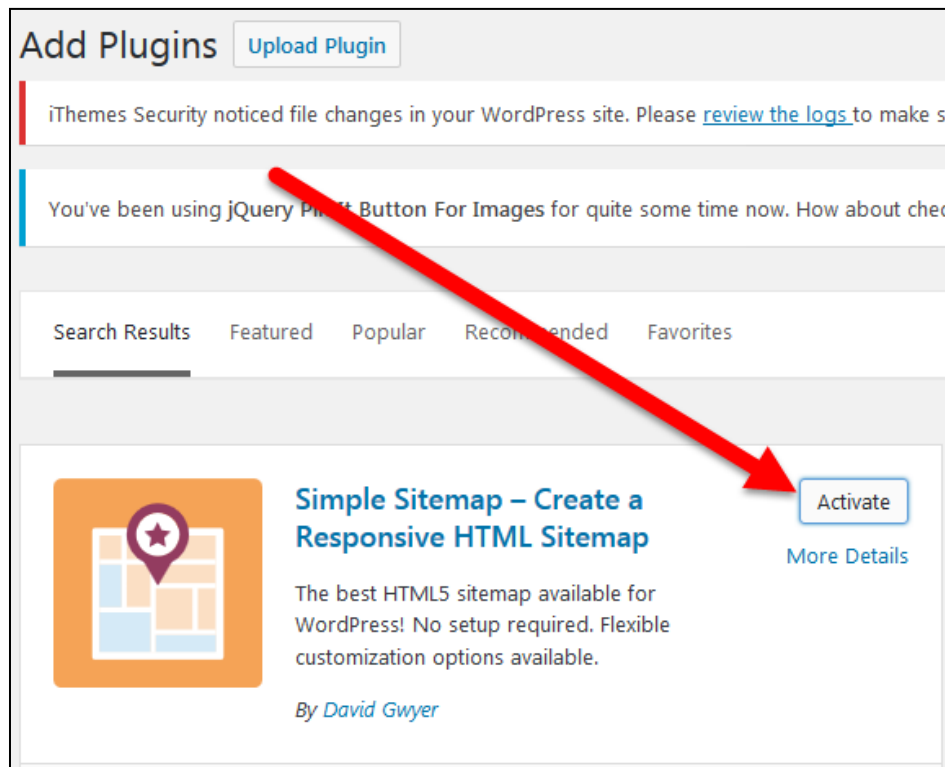 Add Plugins Upload Plugin
iThemes Security noticed file changes in your WordPress site. Please review the logs to make s
You've been using jQuery Pin It Button For Images for quite some time now. How about chec
Search Results Featured Popular Recommended Favorites
Simple Sitemap – Create a
Responsive HTML Sitemap
Activate
More Details
The best HTML5 sitemap available for
WordPress! No setup required. Flexible
customization options available.
By David Gwyer